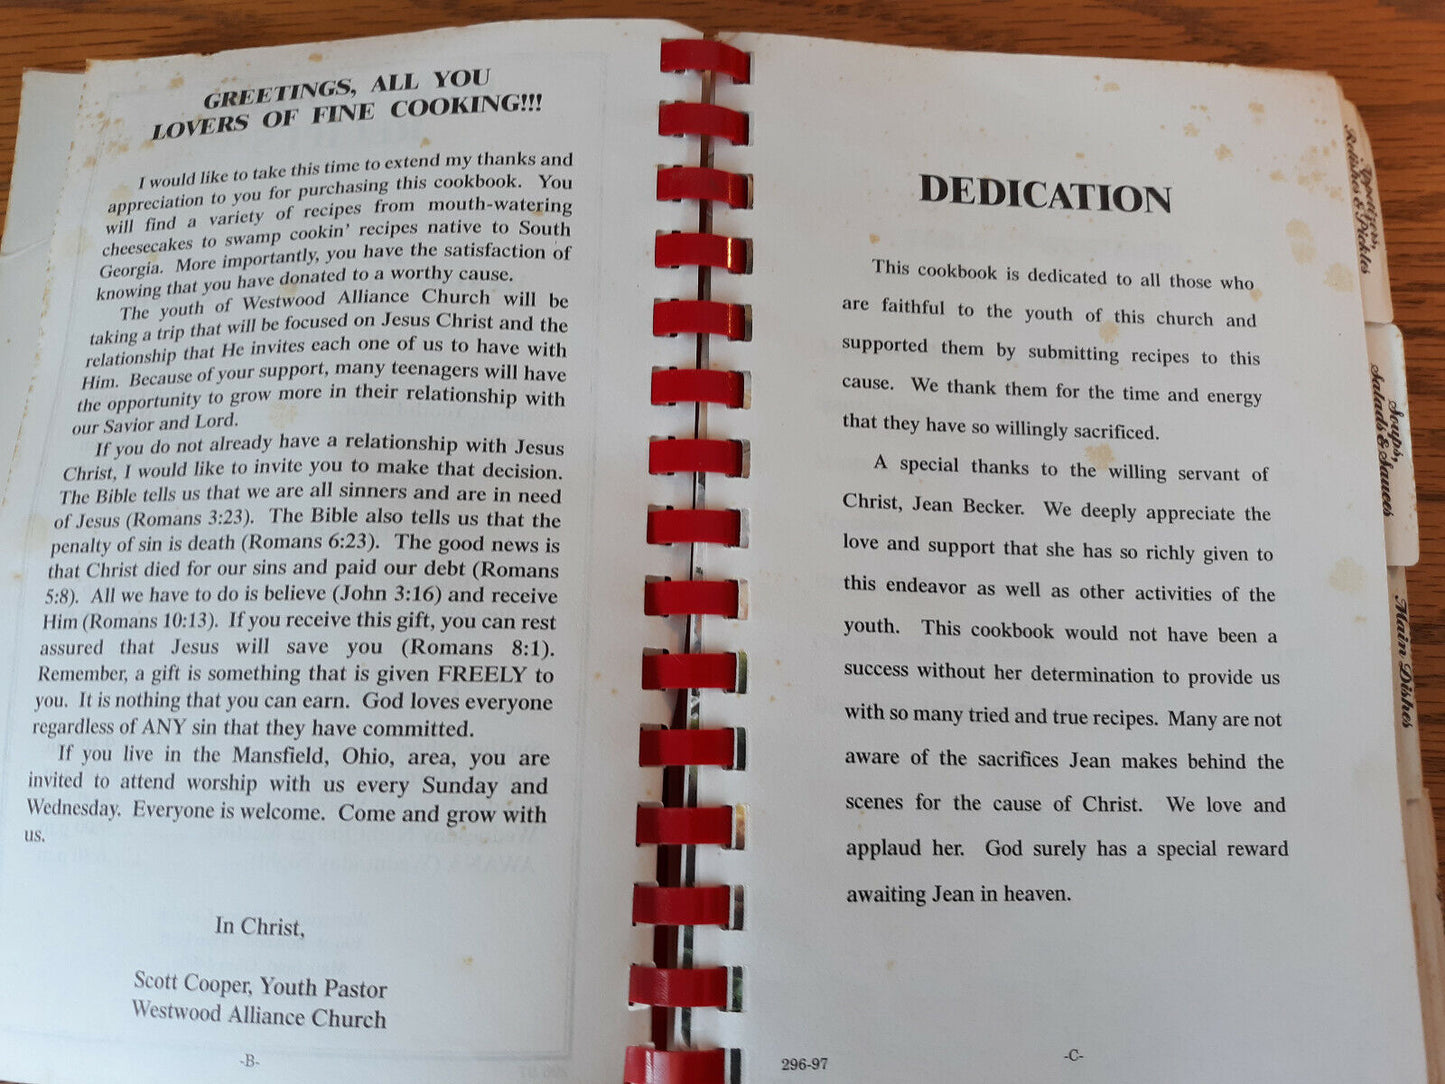 GREETINGS, ALL YOU
LOVERS OF FINE COOKING!!!
I would like to take this time to extend my thanks and
appreciation to you for purchasing this cookbook. You
will find a variety of recipes from mouth-watering
cheesecakes to swamp cookin' recipes native to South
Georgia. More importantly, you have the satisfaction of
knowing that you have donated to a worthy cause.
The youth of Westwood Alliance Church will be
taking a trip that will be focused on Jesus Christ and the
relationship that He invites each one of us to have with
Him. Because of your support, many teenagers will have
the opportunity to grow more in their relationship with
our Savior and Lord.
If you do not already have a relationship with Jesus
Christ, I would like to invite you to make that decision.
The Bible tells us that we are all sinners and are in need
of Jesus (Romans 3:23). The Bible also tells us that the
penalty of sin is death (Romans 6:23). The good news is
that Christ died for our sins and paid our debt (Romans
5:8). All we have to do is believe (John 3:16) and receive
Him (Romans 10:13). If you receive this gift, you can rest
assured that Jesus will save you (Romans 8:1).
Remember, a gift is something that is given FREELY to
you. It is nothing that you can earn. God loves everyone
regardless of ANY sin that they have committed.
If you live in the Mansfield, Ohio, area, you are
invited to attend worship with us every Sunday and
Wednesday. Everyone is welcome. Come and grow with
us.
In Christ,
Scott Cooper, Youth Pastor
Westwood Alliance Church
-B-
DEDICATION
This cookbook is dedicated to all those who
are faithful to the youth of this church and
supported them by submitting recipes to this
cause. We thank them for the time and energy
that they have so willingly sacrificed.
A special thanks to the willing servant of
Christ, Jean Becker. We deeply appreciate the
love and support that she has so richly given to
this endeavor as well as other activities of the
youth. This cookbook would not have been a
success without her determination to provide us
with so many tried and true recipes. Many are not
aware of the sacrifices Jean makes behind the
scenes for the cause of Christ. We love and
applaud her. God surely has a special reward
awaiting Jean in heaven.
296-97
-C-
Appetizers,
Relishes & Pickles
Soups,
Salads & Sauces
Main Dishes